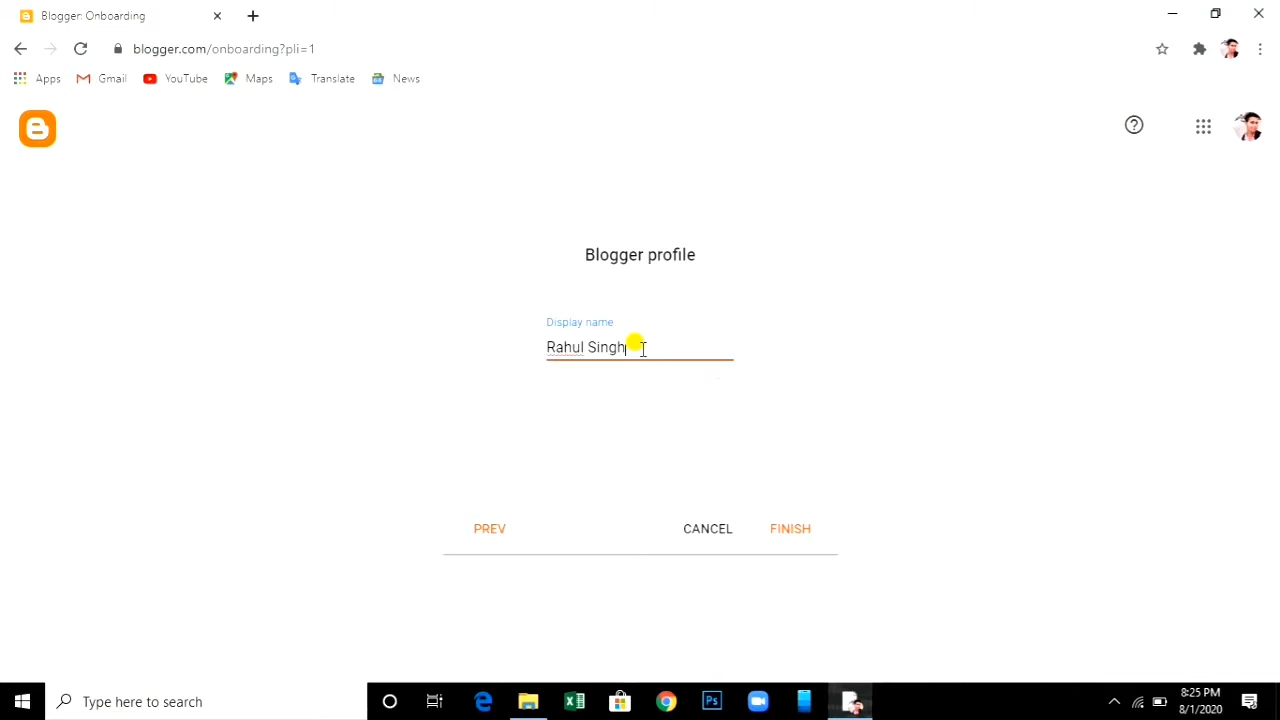 Blogger: Onboarding
blogger.com/onboarding?pli=1
Apps Gmail YouTube Maps Translate News
Blogger profile
Display name
Rahul Singh
PREV CANCEL FINISH
Type here to search
8:25 PM
8/1/2020